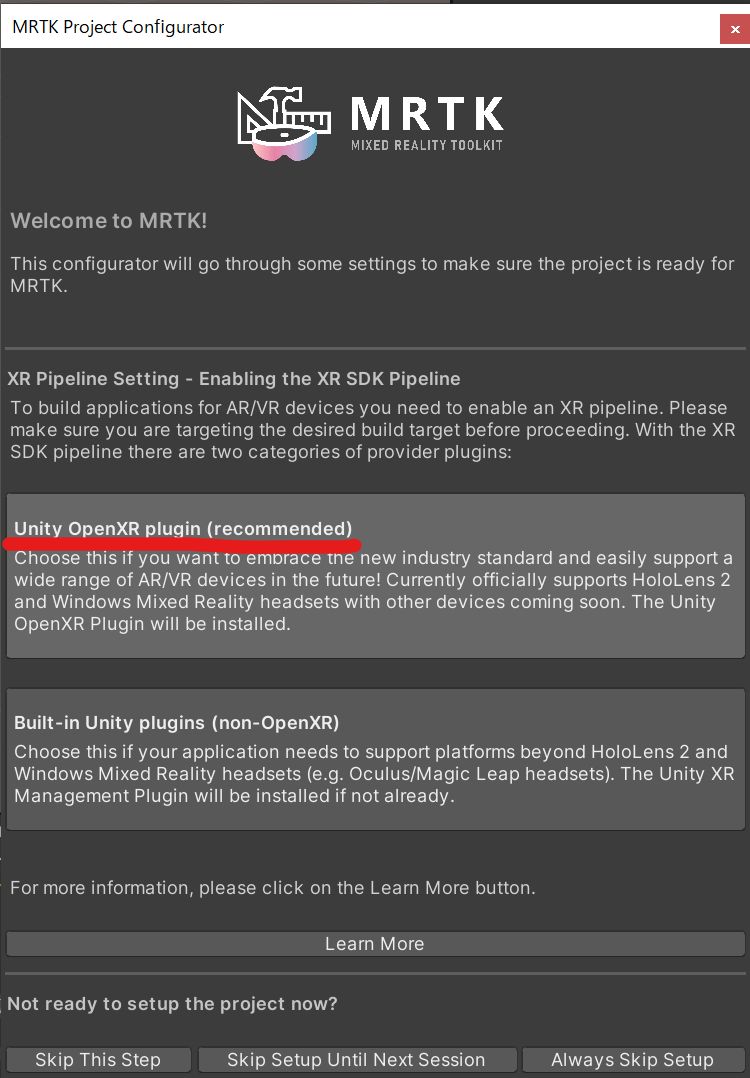 MRTK Project Configurator
x
MRTK
MIXED REALITY TOOLKIT
Welcome to MRTK!
This configurator will go through some settings to make sure the project is ready for
MRTK.
XR Pipeline Setting - Enabling the XR SDK Pipeline
To build applications for AR/VR devices you need to enable an XR pipeline. Please
make sure you are targeting the desired build target before proceeding. With the XR
SDK pipeline there are two categories of provider plugins:
Unity OpenXR plugin (recommended)
Choose this if you want to embrace the new industry standard and easily support a
wide range of AR/VR devices in the future! Currently officially supports HoloLens 2
and Windows Mixed Reality headsets with other devices coming soon. The Unity
OpenXR Plugin will be installed.
Built-in Unity plugins (non-OpenXR)
Choose this if your application needs to support platforms beyond HoloLens 2 and
Windows Mixed Reality headsets (e.g. Oculus/Magic Leap headsets). The Unity XR
Management Plugin will be installed if not already.
For more information, please click on the Learn More button.
Learn More
Not ready to setup the project now?
Skip This Step
Skip Setup Until Next Session
Always Skip Setup